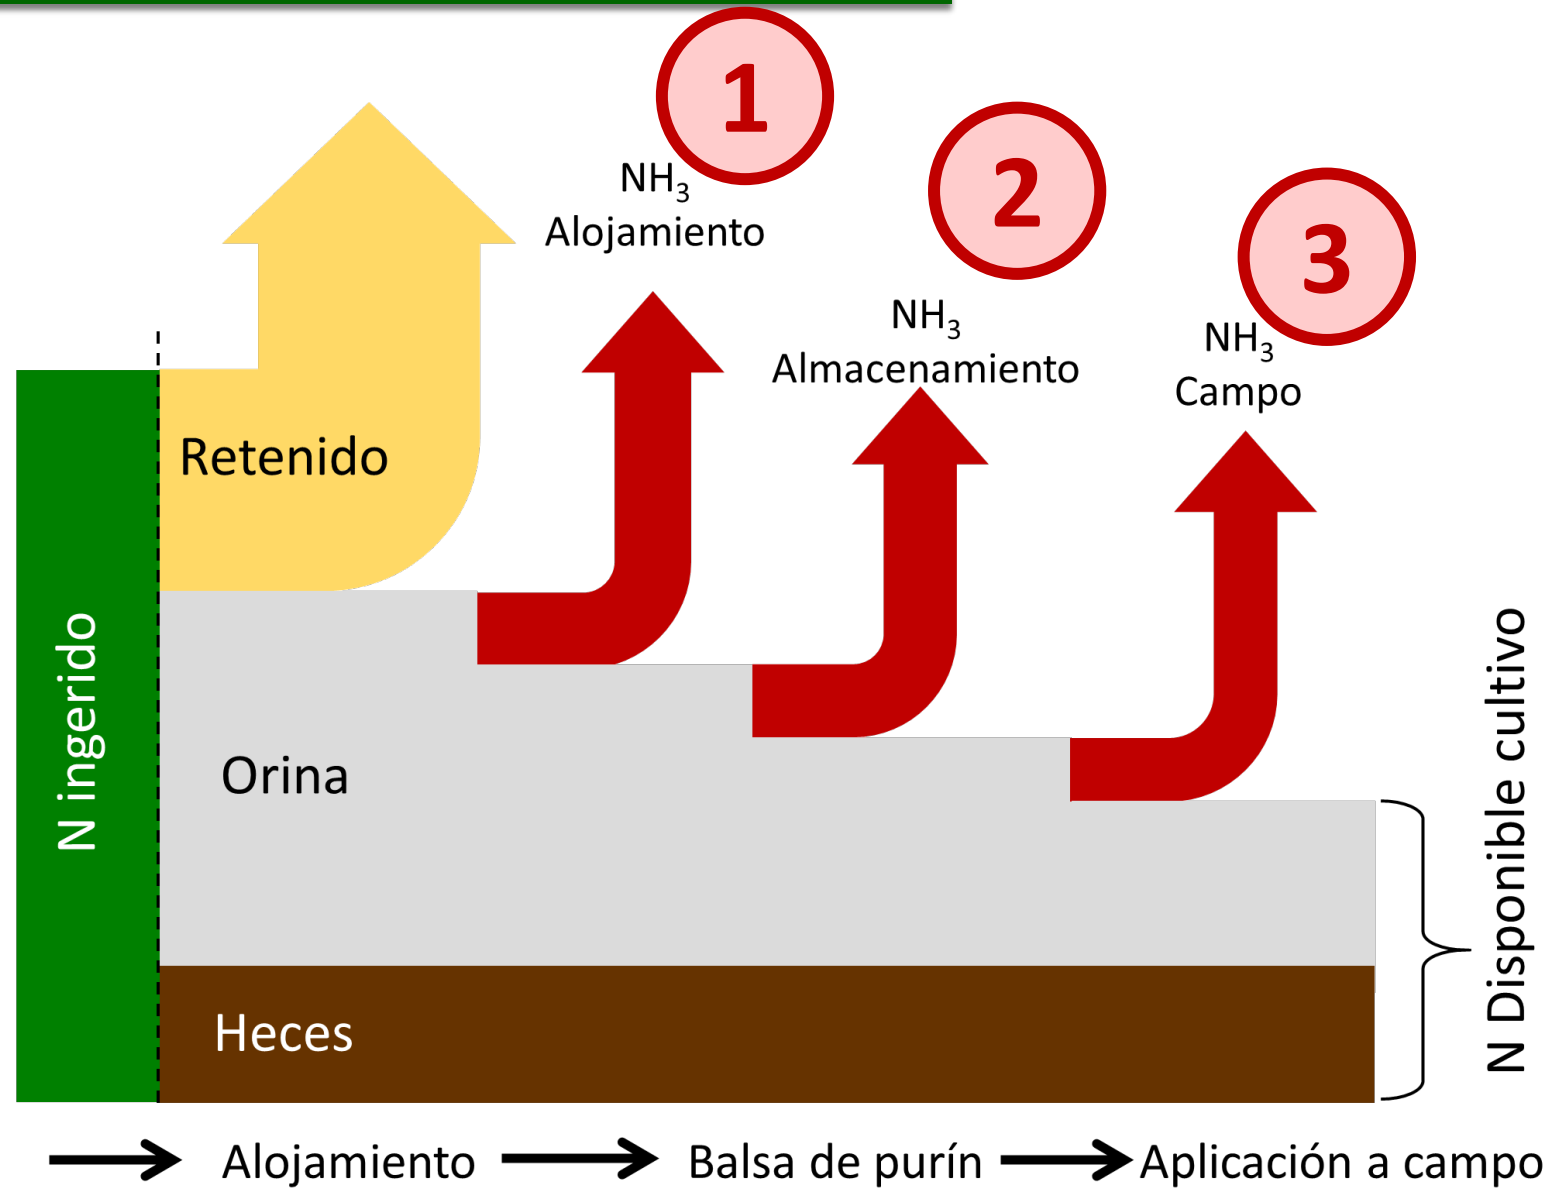 1
NH₃
Alojamiento
2
NH₃
Almacenamiento
3
NH₃
Campo
Retenido
N ingerido
Orina
Heces
N Disponible cultivo
Alojamiento
Balsa de purín
Aplicación a campo